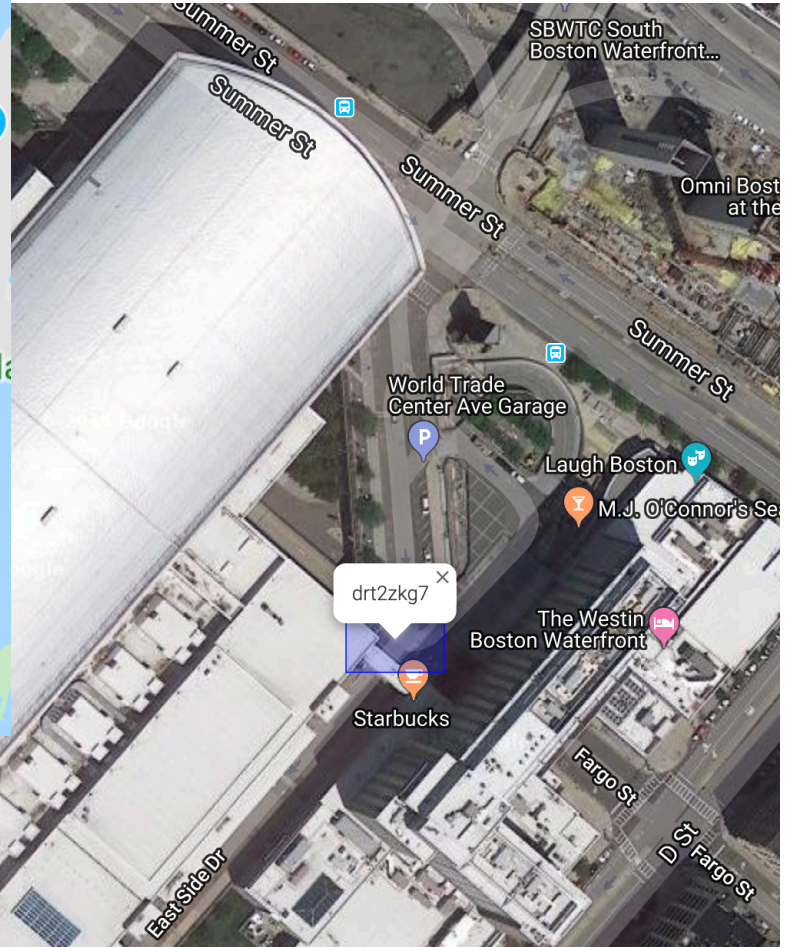 Summer St
SBWTC South
Boston Waterfront...
Summer St
Summer St
Omni Bost
at the
Summer St
World Trade
Center Ave Garage
P
Laugh Boston
M.J. O'Connor's Sea
drt2zkg7
The Westin
Boston Waterfront
Starbucks
Fargo St
D St
Fargo St
East Side Dr